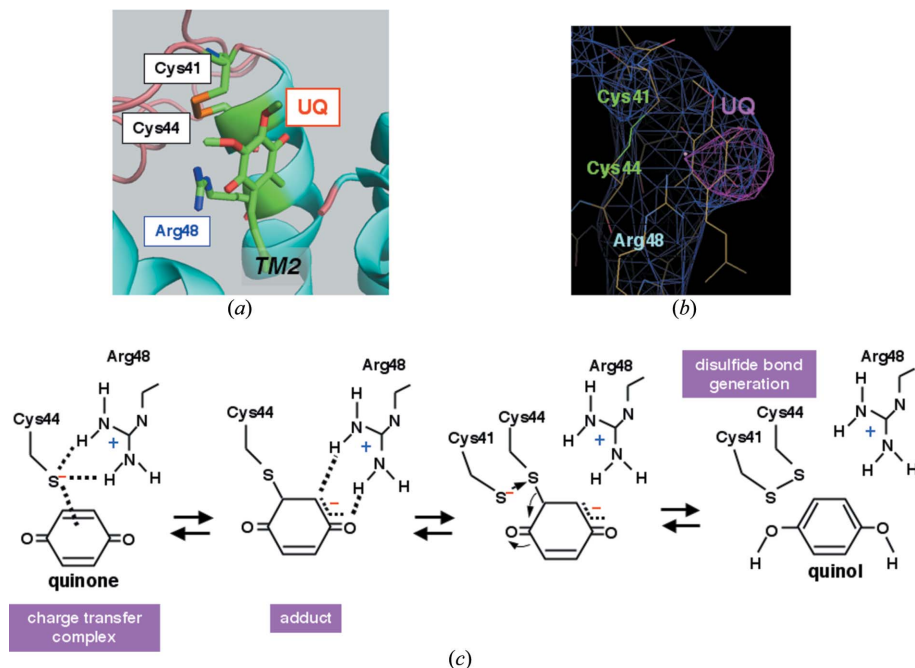 Cys41
Cys44
UQ
Arg48
TM2
(a)
Cys41
UQ
Cys44
Arg48
(b)
Arg48
Cys44
H
H
N
N
+
N
H
H
S
−
O
O
quinone
charge transfer
complex
Arg48
Cys44
H
H
N
N
+
N
H
H
S
−
O
O
adduct
Arg48
Cys44
Cys41
H
H
N
N
+
N
H
H
S
−
S
−
O
O
disulfide bond
generation
Arg48
Cys44
Cys41
H
H
N
N
+
N
H
H
S
S
O
H
O
H
quinol
(c)